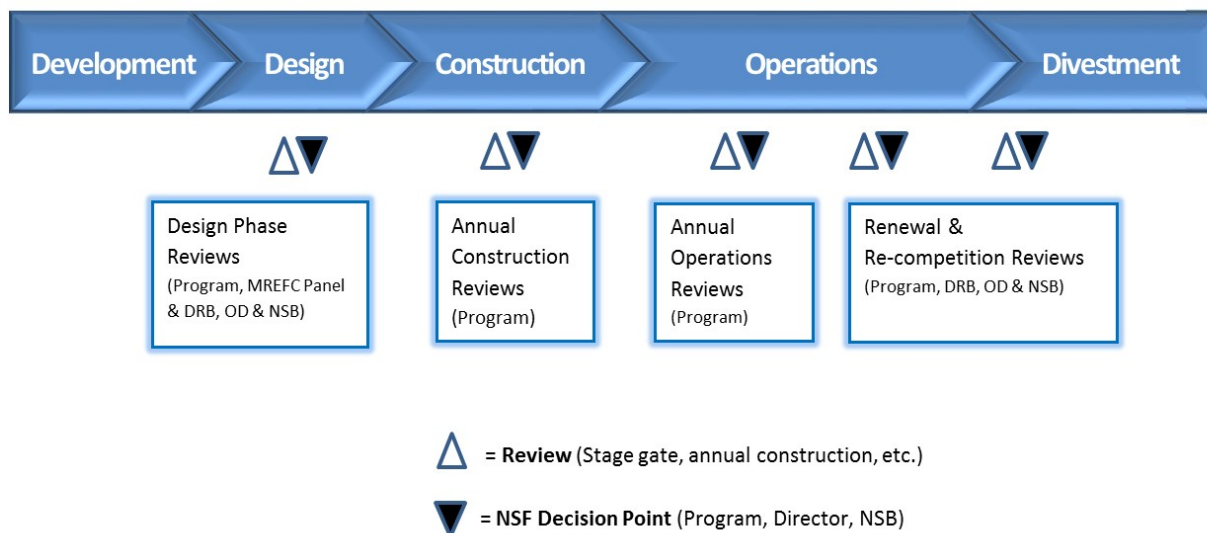 Development Design Construction Operations Divestment
Design Phase
Reviews
(Program, MREFC Panel
& DRB, OD & NSB)
Annual
Construction
Reviews
(Program)
Annual
Operations
Reviews
(Program)
Renewal &
Re-competition Reviews
(Program, DRB, OD & NSB)
= Review (Stage gate, annual construction, etc.)
= NSF Decision Point (Program, Director, NSB)